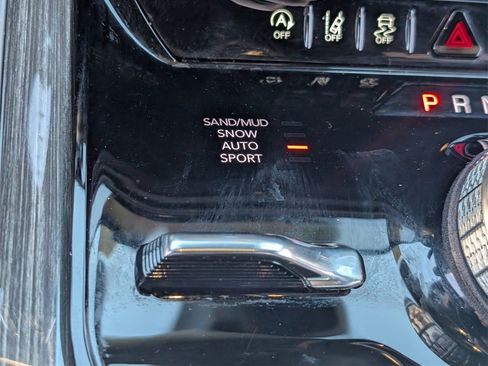 OFF OFF OFF
P R N
SAND/MUD
SNOW
AUTO
SPORT